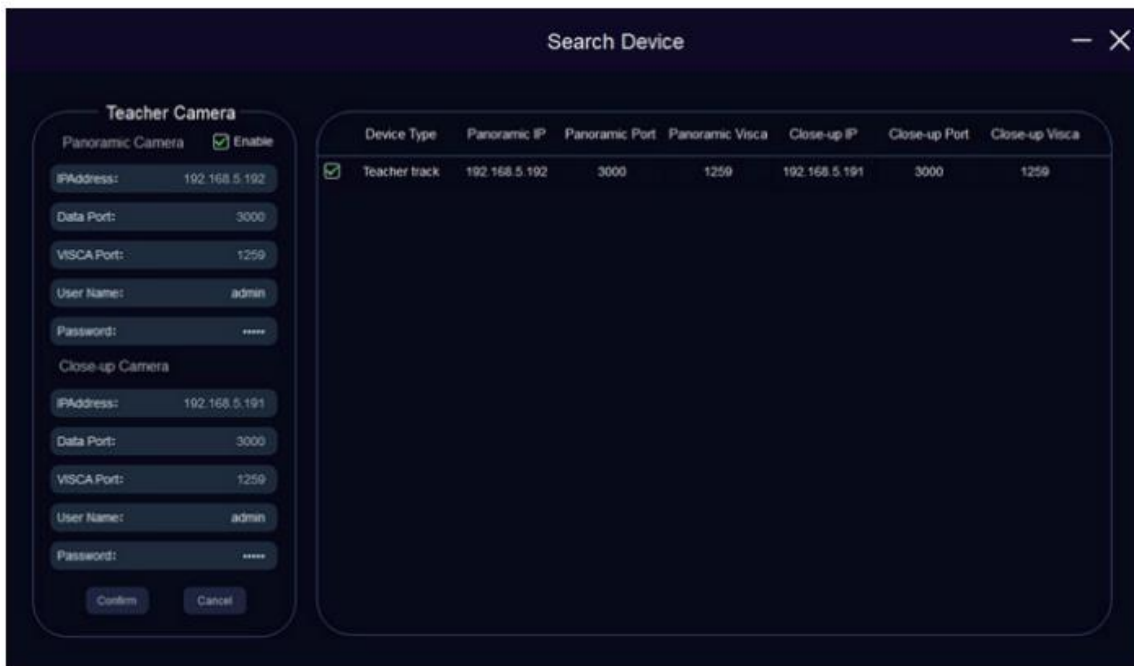 Search Device
Teacher Camera
Panoramic Camera Enable
IPAddress: 192.168.5.192
Data Port: 3000
VISCA Port: 1259
User Name: admin
Password: •••••
Close-up Camera
IPAddress: 192.168.5.191
Data Port: 3000
VISCA Port: 1259
User Name: admin
Password: •••••
Confirm Cancel
Device Type Panoramic IP Panoramic Port Panoramic Visca Close-up IP Close-up Port Close-up Visca
Teacher track 192.168.5.192 3000 1259 192.168.5.191 3000 1259